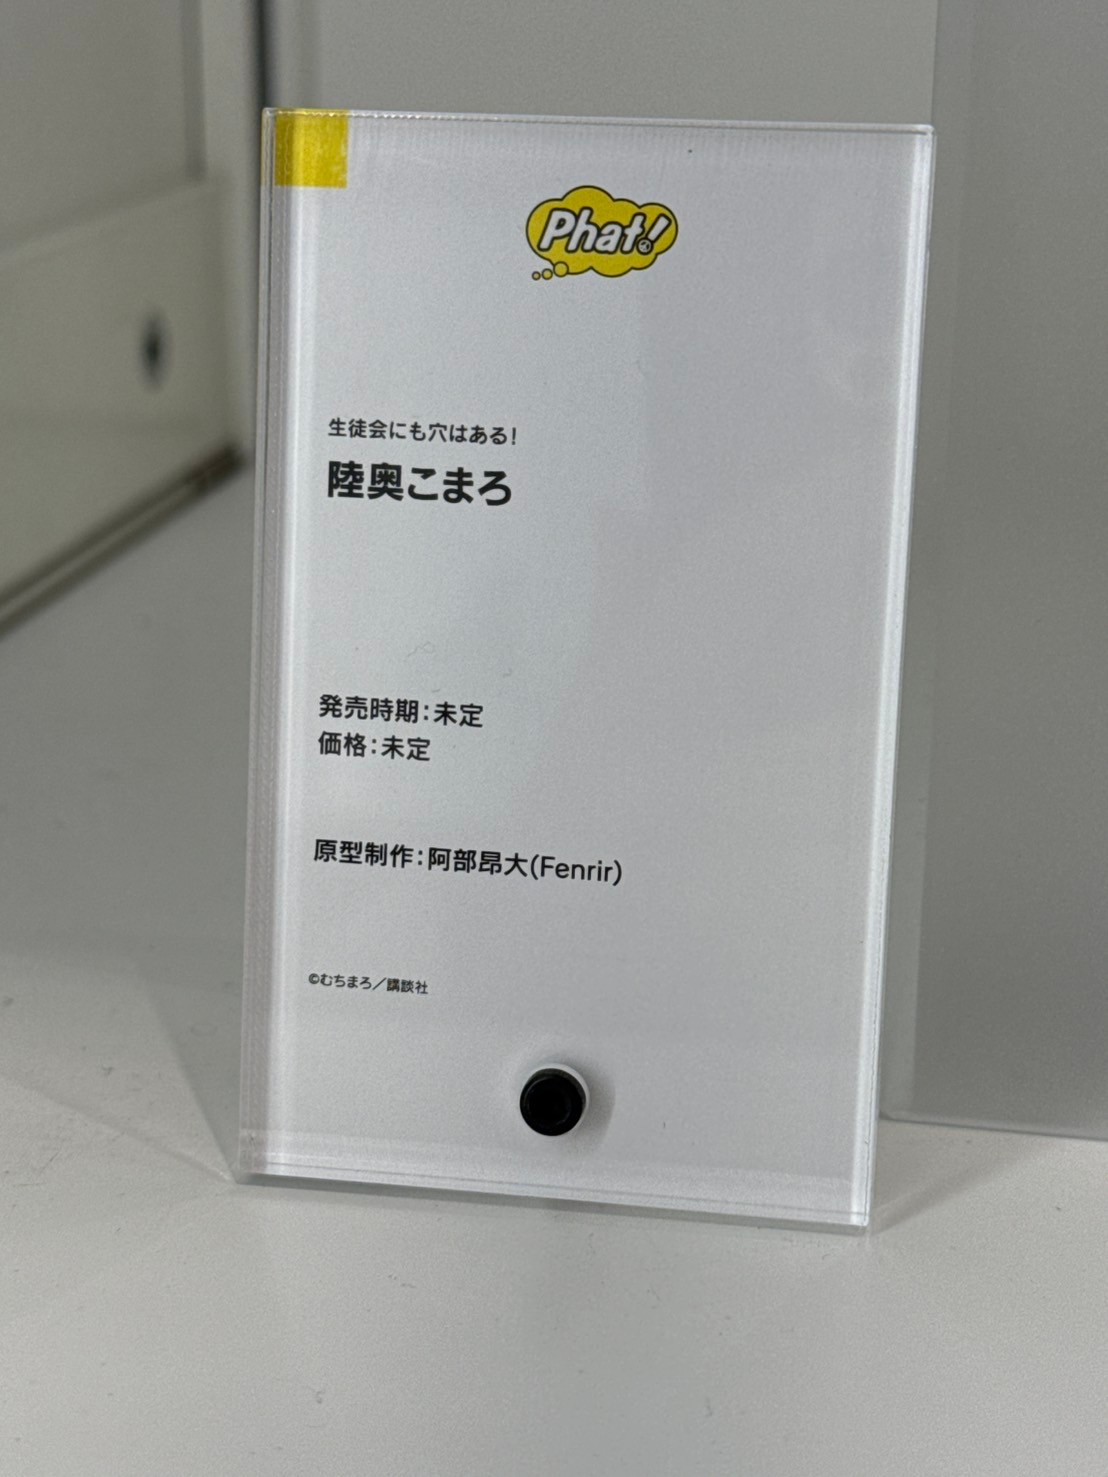 Phat!
生徒会にも穴はある!
陸奥こまろ
発売時期:未定
価格:未定
原型制作:阿部昂大(Fenrir)
©むちまろ/講談社